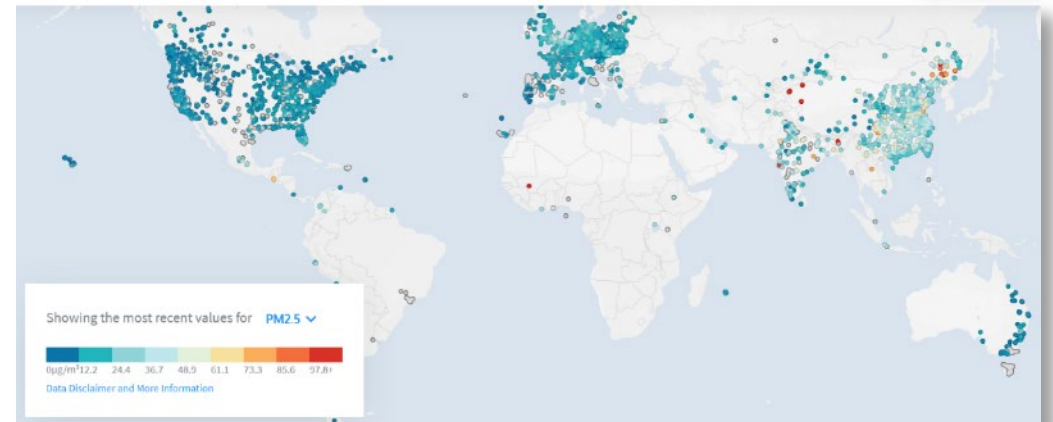 Showing the most recent values for PM2.5
0µg/m³12.2 24.4 36.7 48.9 61.1 73.3 85.6 97.8+
Data Disclaimer and More Information